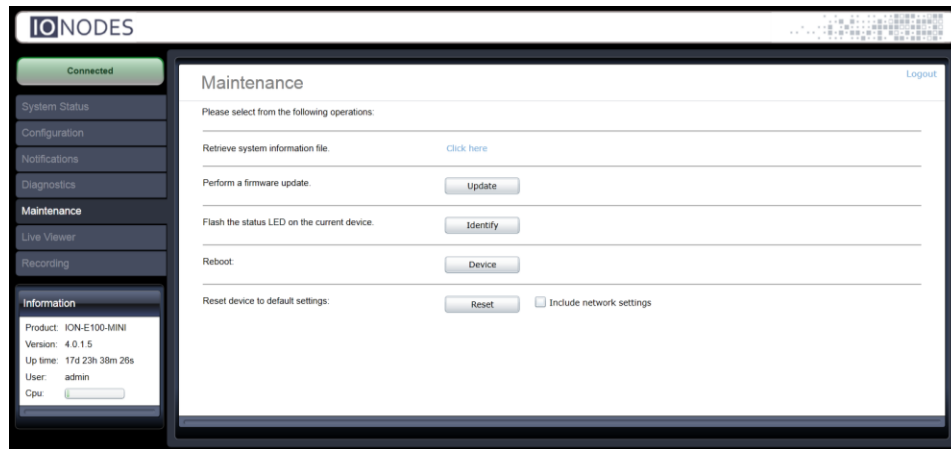 IONODES
Connected
System Status
Configuration
Notifications
Diagnostics
Maintenance
Live Viewer
Recording
Information
Product: ION-E100-MINI
Version: 4.0.1.5
Up time: 17d 23h 38m 26s
User: admin
Cpu:
Maintenance
Logout
Please select from the following operations:
Retrieve system information file. Click here
Perform a firmware update. Update
Flash the status LED on the current device. Identify
Reboot: Device
Reset device to default settings: Reset Include network settings